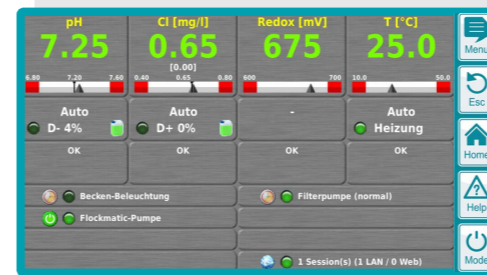 pH Cl [mg/l] Redox [mV] T [°C]
7.25 0.65 675 25.0
[0.00]
6.80 7.20 7.60 0.40 0.65 0.80 600 700 10.0 50.0
Auto Auto - Auto
D- 4% D+ 0% Heizung
OK OK OK OK
Becken-Beleuchtung Filterpumpe (normal)
Flockmatic-Pumpe
1 Session(s) (1 LAN / 0 Web)
Menu
Esc
Home
Help
Mode